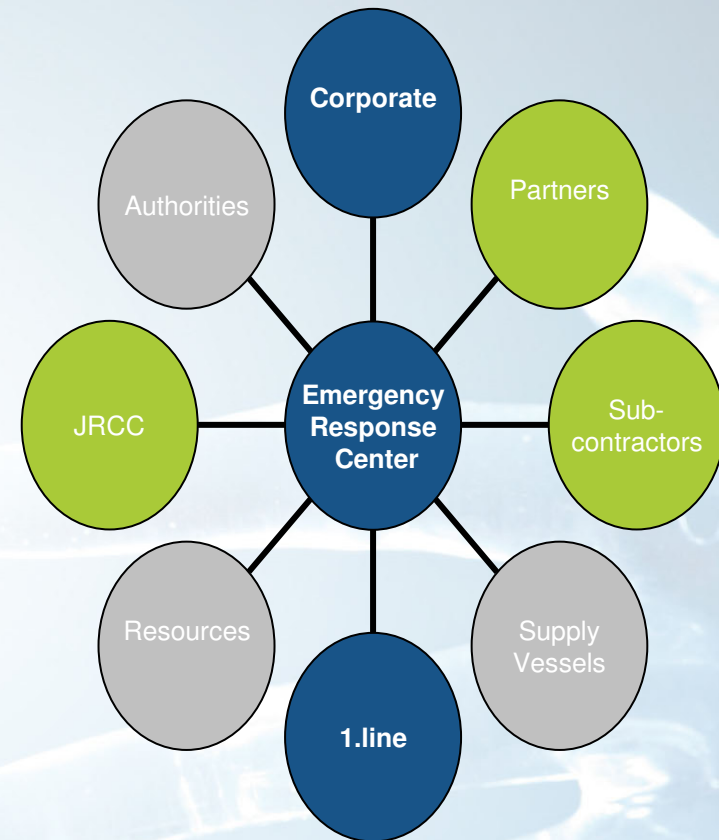 Corporate
Authorities
Partners
JRCC
Emergency
Response
Center
Sub-
contractors
Resources
Supply
Vessels
1.line